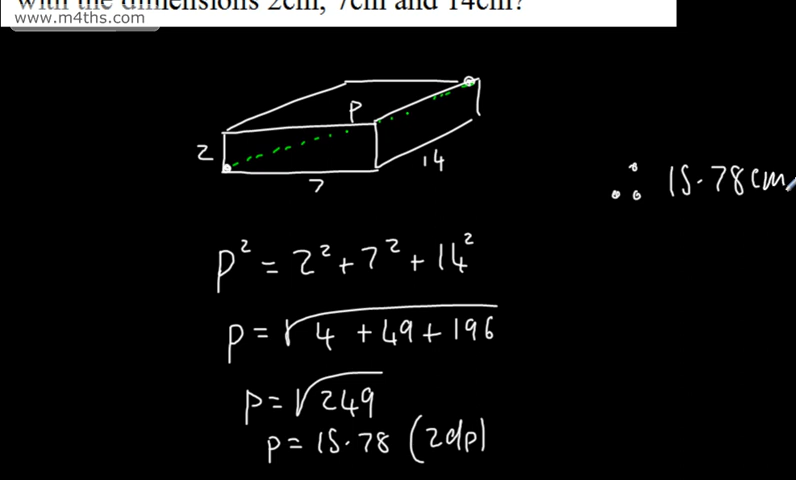 with the dimensions 2cm, 7cm and 14cm?
www.m4ths.com
P
2
14
7
∴ 15.78cm
p² = 2² + 7² + 14²
p = √4 + 49 + 196
p = √249
p = 15.78 (2dp)